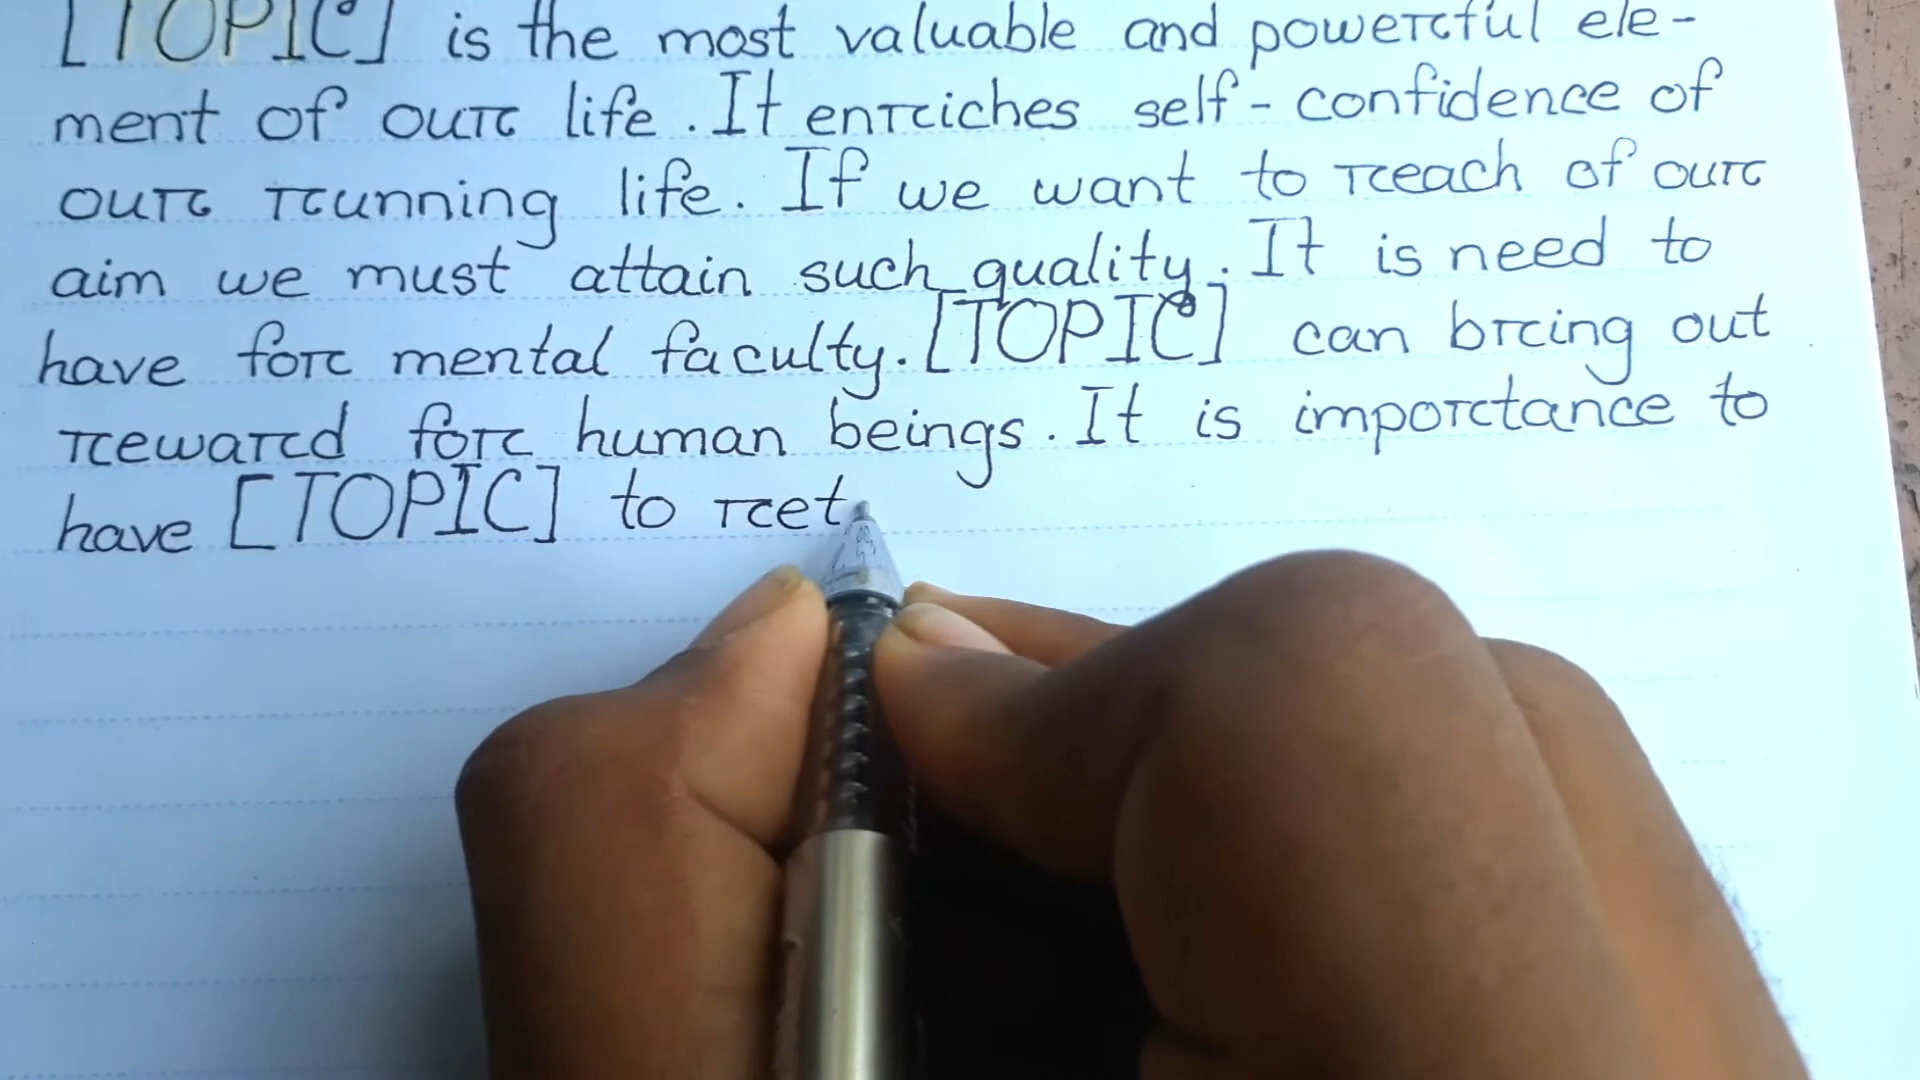 [TOPIC] is the most valuable and powerful ele-
ment of our life. It enriches self-confidence of
our running life. If we want to reach of our
aim we must attain such quality. It is need to
have for mental faculty. [TOPIC] can bring out
reward for human beings. It is importance to
have [TOPIC] to ret